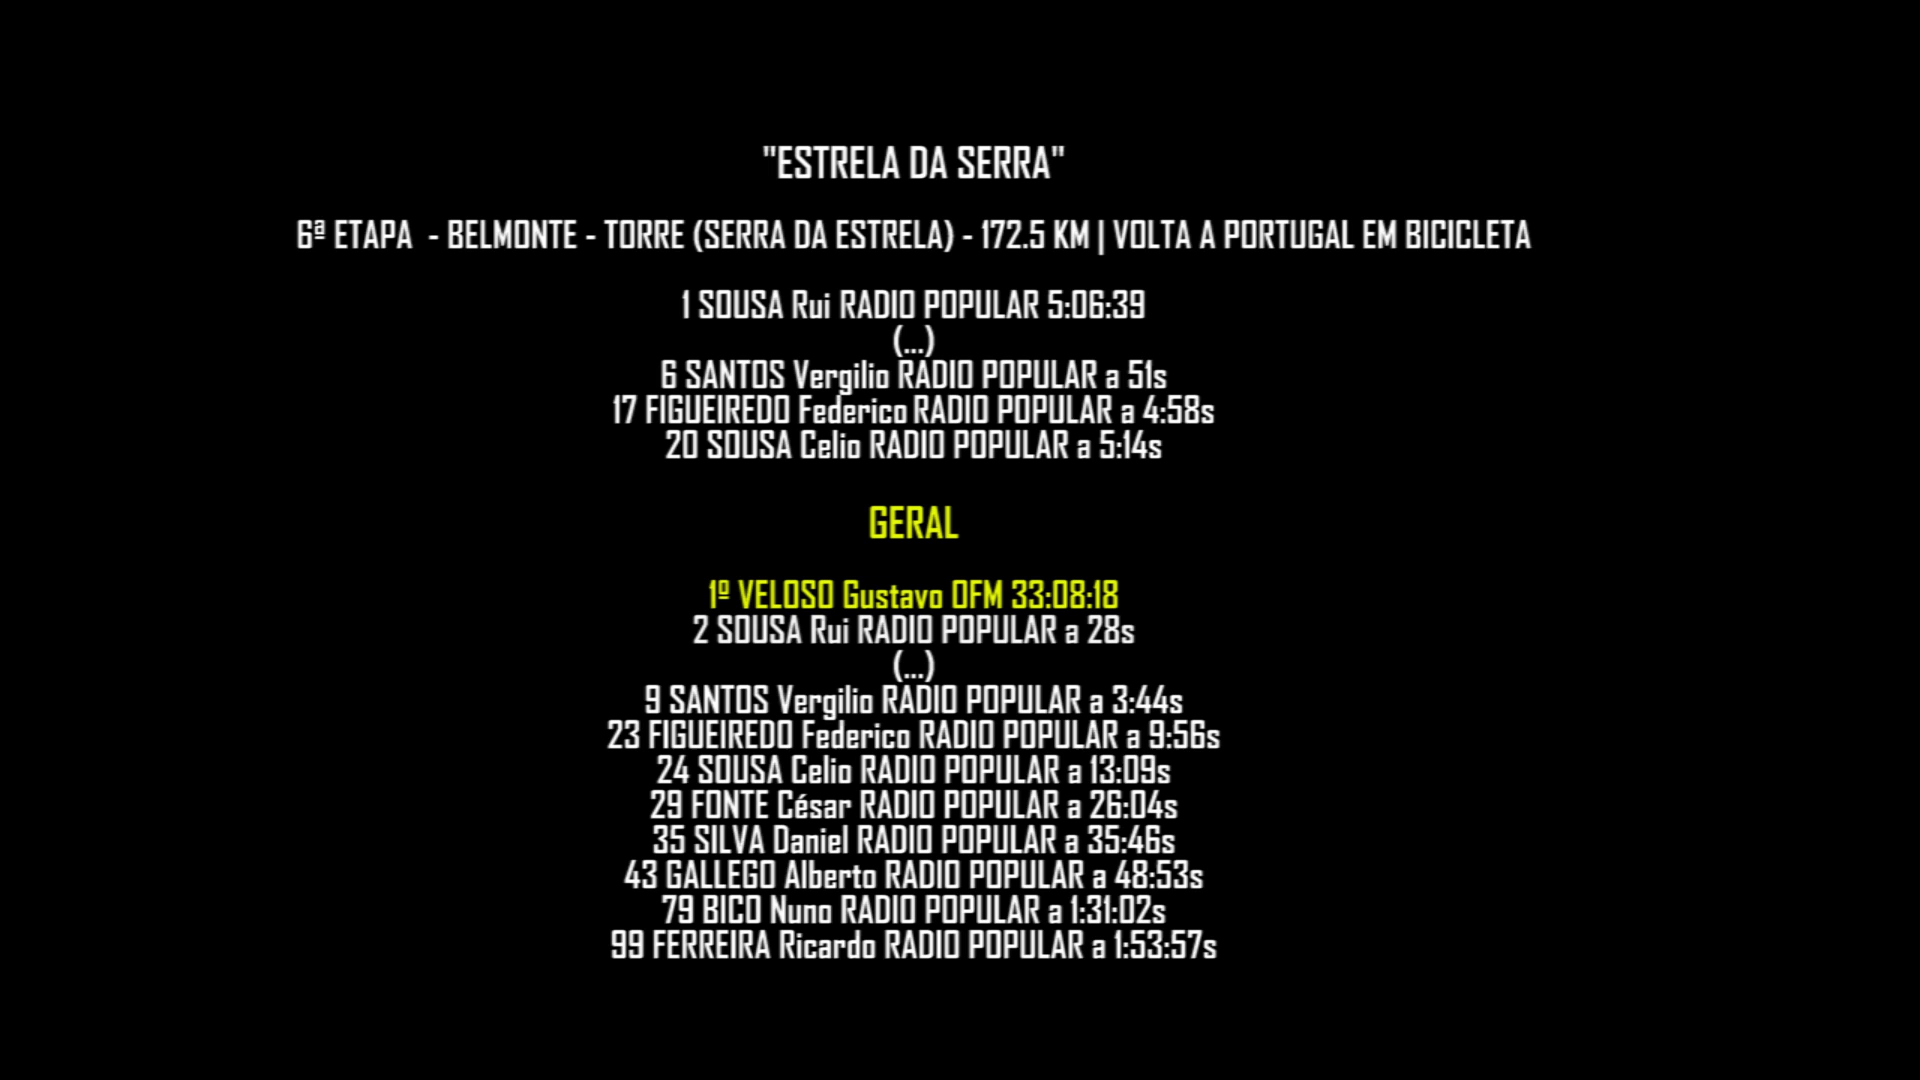 "ESTRELA DA SERRA"
6ª ETAPA - BELMONTE - TORRE (SERRA DA ESTRELA) - 172.5 KM | VOLTA A PORTUGAL EM BICICLETA
1 SOUSA Rui RADIO POPULAR 5:06:39
(...)
6 SANTOS Vergilio RADIO POPULAR a 51s
17 FIGUEIREDO Federico RADIO POPULAR a 4:58s
20 SOUSA Celio RADIO POPULAR a 5:14s
GERAL
1º VELOSO Gustavo OFM 33:08:18
2 SOUSA Rui RADIO POPULAR a 28s
(...)
9 SANTOS Vergilio RADIO POPULAR a 3:44s
23 FIGUEIREDO Federico RADIO POPULAR a 9:56s
24 SOUSA Celio RADIO POPULAR a 13:09s
29 FONTE César RADIO POPULAR a 26:04s
35 SILVA Daniel RADIO POPULAR a 35:46s
43 GALLEGO Alberto RADIO POPULAR a 48:53s
79 BICO Nuno RADIO POPULAR a 1:31:02s
99 FERREIRA Ricardo RADIO POPULAR a 1:53:57s